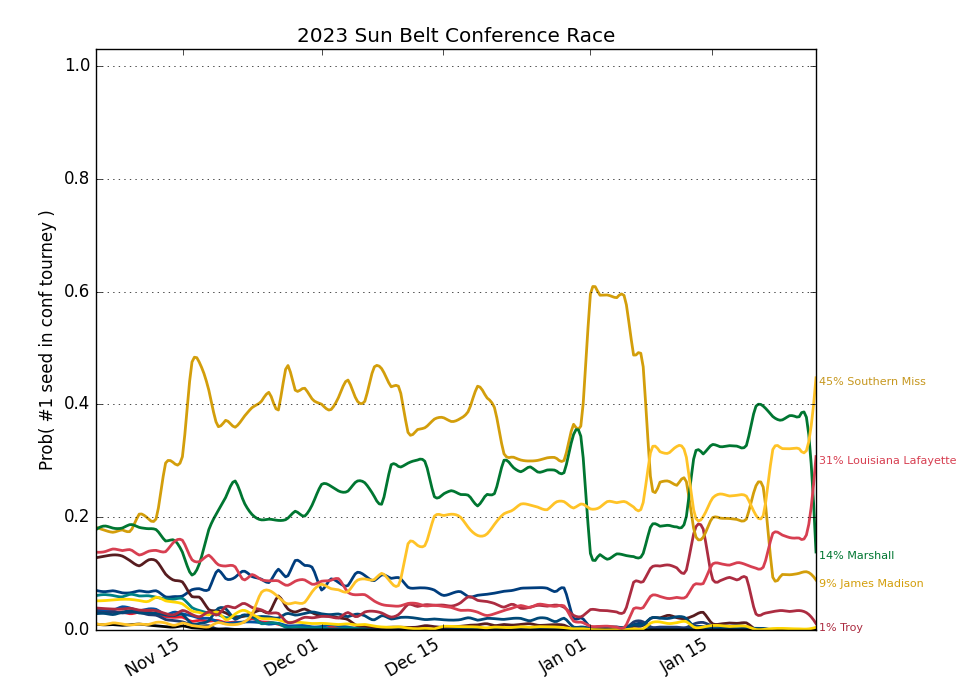 2023 Sun Belt Conference Race
Prob( #1 seed in conf tourney )
1.0
0.8
0.6
0.4
0.2
0.0
Nov 15
Dec 01
Dec 15
Jan 01
Jan 15
45% Southern Miss
31% Louisiana Lafayette
14% Marshall
9% James Madison
1% Troy